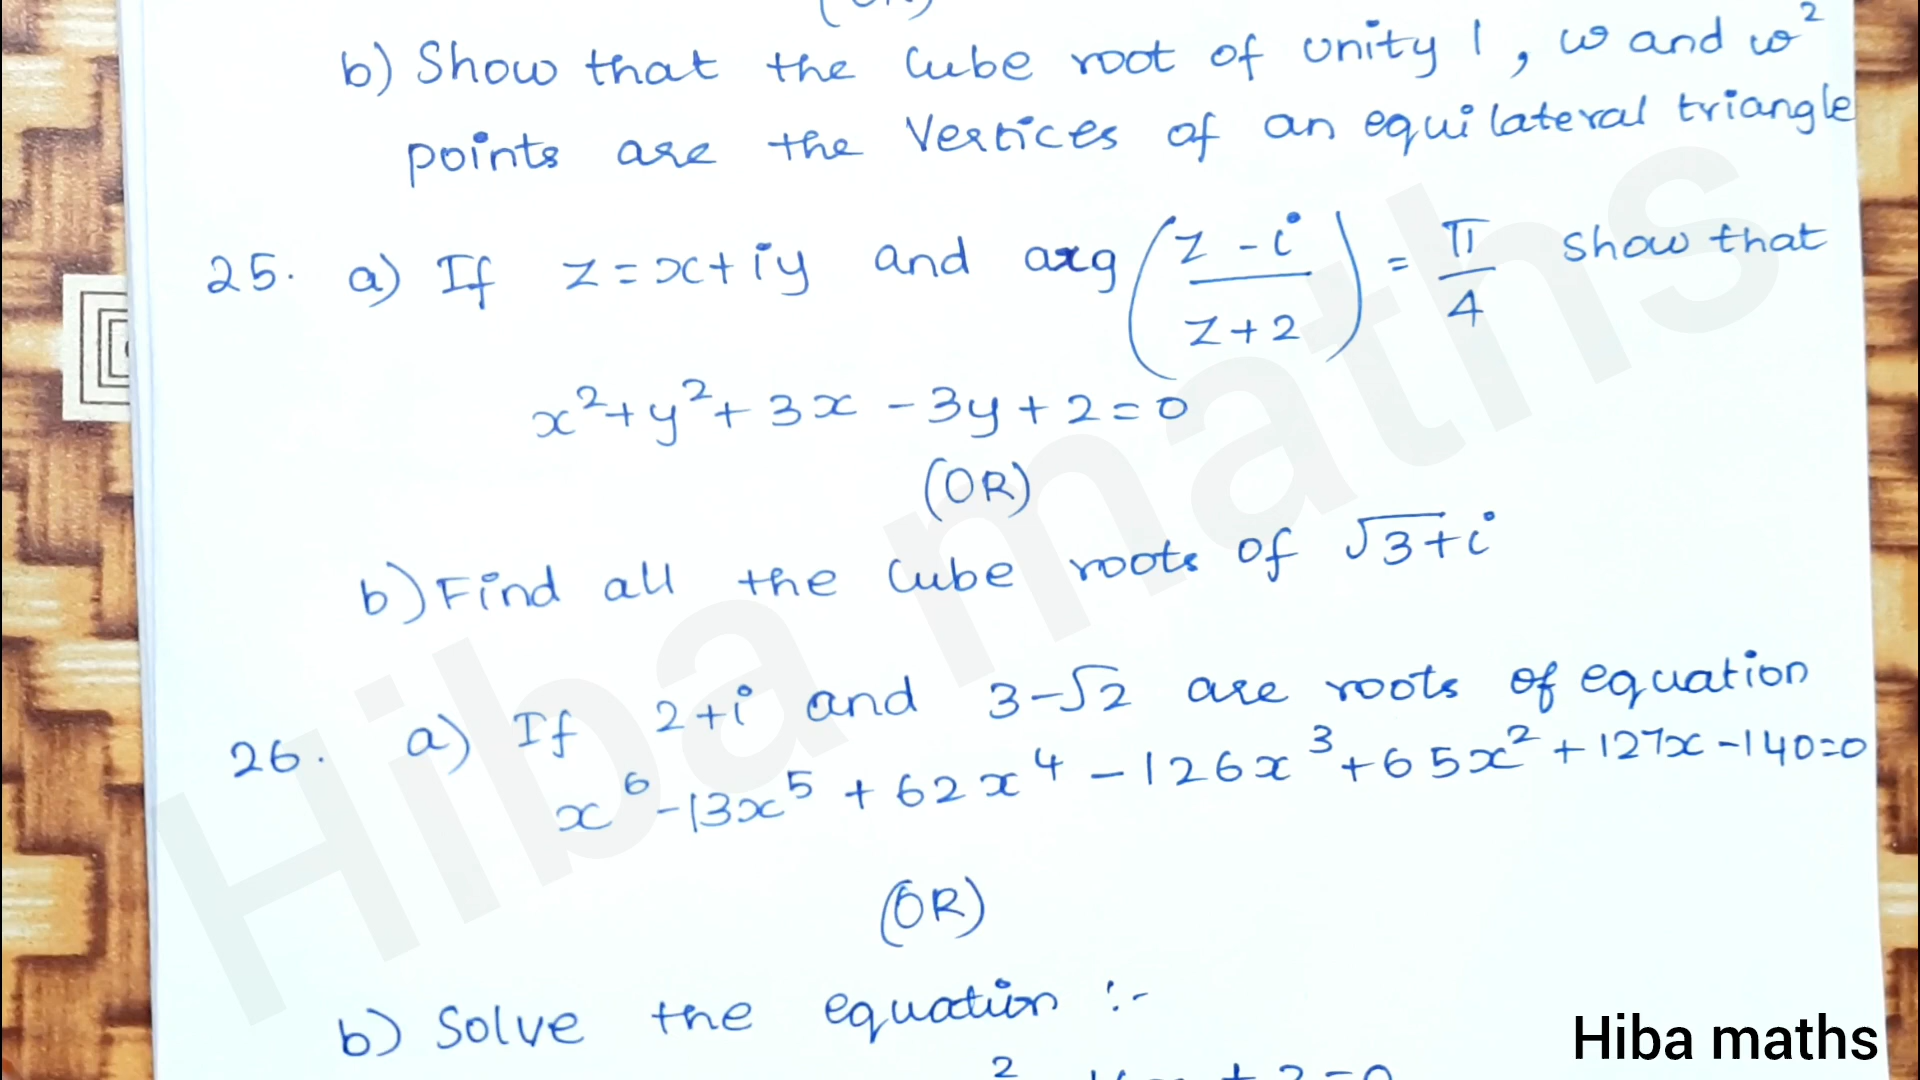 b) Show that the Cube root of unity 1, ω and ω²
points are the Vertices of an equilateral triangle
25. a) If z=x+iy and arg(z-i/z+2) = π/4 show that
x²+y²+3x-3y+2=0
(OR)
b) Find all the Cube roots of √3+i
26. a) If 2+i and 3-√2 are roots of equation
x⁶-13x⁵+62x⁴-126x³+65x²+127x-140=0
(OR)
b) Solve the equation :-
Hiba maths
Hiba maths